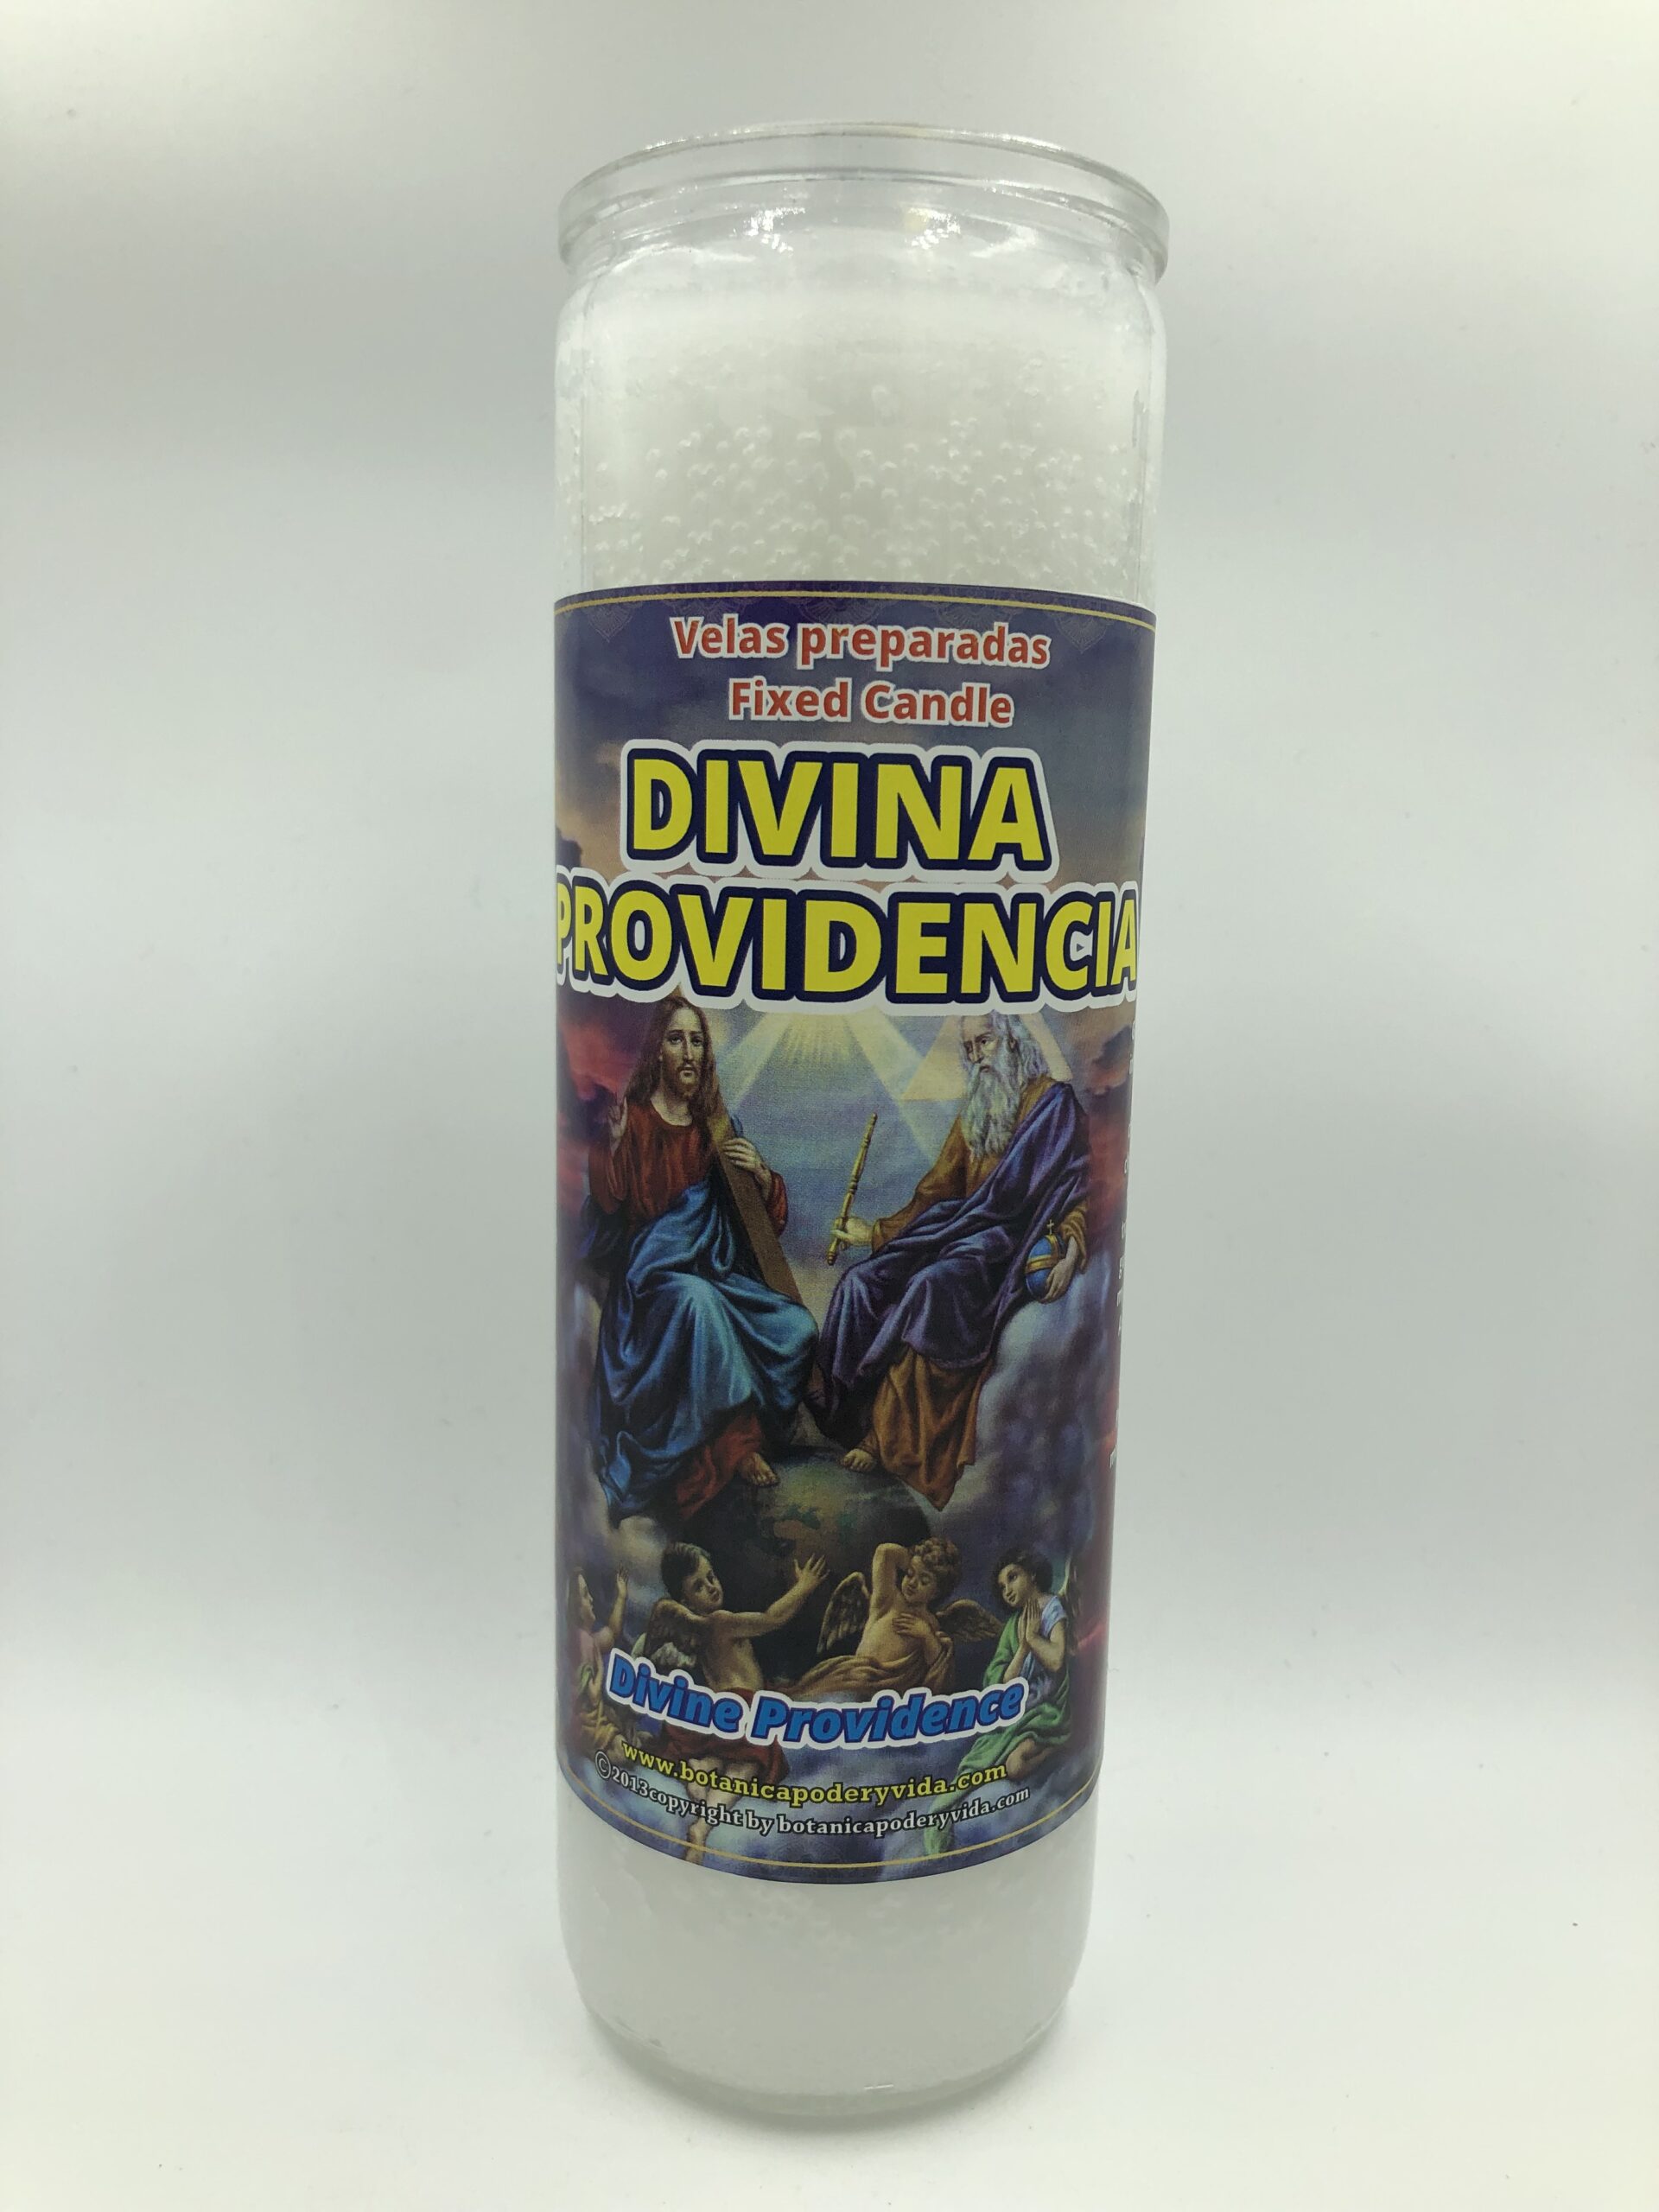 Velas preparadas
Fixed Candle
DIVINA
PROVIDENCIA
Divine Providence
www.botanicapoderyvida.com
©2013copyright by botanicapoderyvida.com